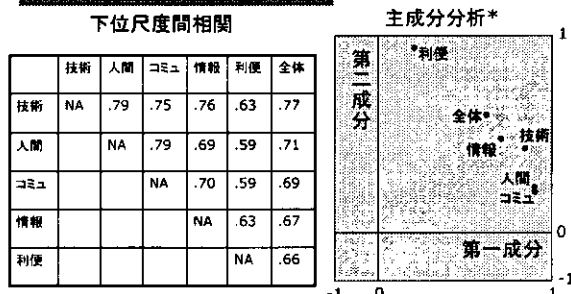 下位尺度間相関
技術 人間 コミュ 情報 利便 全体
技術 NA .79 .75 .76 .63 .77
人間 NA .79 .69 .59 .71
コミュ NA .70 .59 .69
情報 NA .63 .67
利便 NA .66
主成分分析*
1
第二成分
利便
全体
技術
情報
人間
コミュ
0
第一成分
-1
-1 0 1